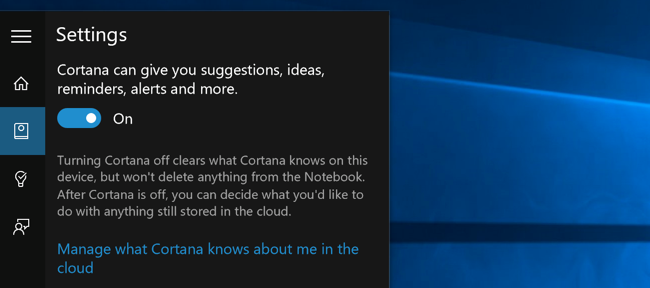 Settings
Cortana can give you suggestions, ideas,
reminders, alerts and more.
On
Turning Cortana off clears what Cortana knows on this
device, but won't delete anything from the Notebook.
After Cortana is off, you can decide what you'd like to
do with anything still stored in the cloud.
Manage what Cortana knows about me in the
cloud